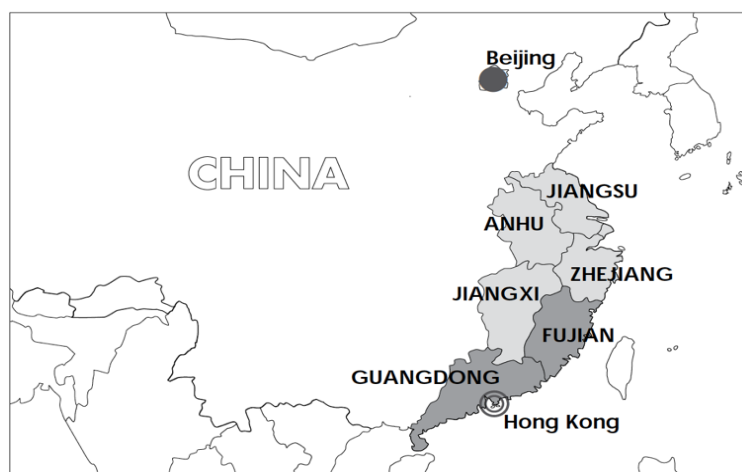 Beijing
CHINA
JIANGSU
ANHU
ZHEJIANG
JIANGXI
FUJIAN
GUANGDONG
Hong Kong